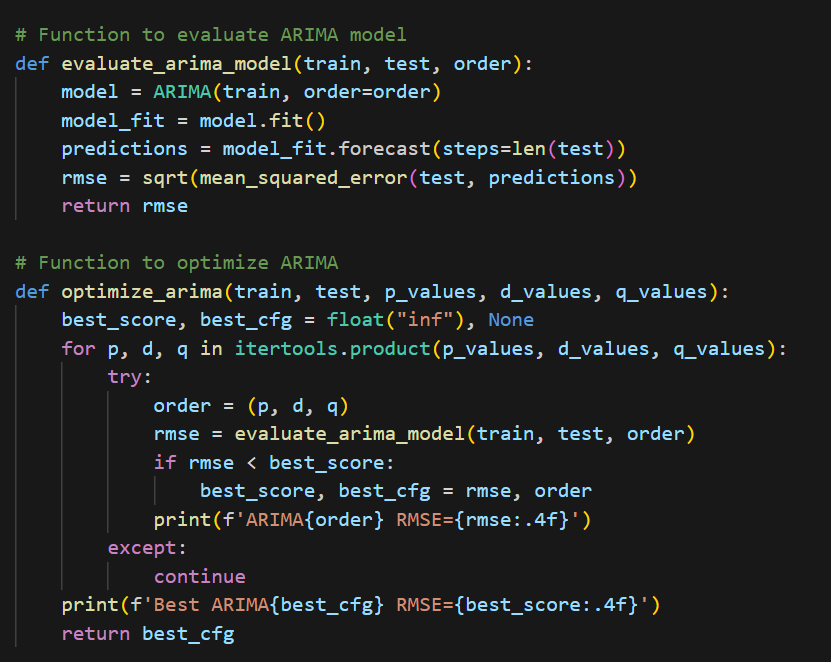 # Function to evaluate ARIMA model
def evaluate_arima_model(train, test, order):
    model = ARIMA(train, order=order)
    model_fit = model.fit()
    predictions = model_fit.forecast(steps=len(test))
    rmse = sqrt(mean_squared_error(test, predictions))
    return rmse

# Function to optimize ARIMA
def optimize_arima(train, test, p_values, d_values, q_values):
    best_score, best_cfg = float("inf"), None
    for p, d, q in itertools.product(p_values, d_values, q_values):
        try:
            order = (p, d, q)
            rmse = evaluate_arima_model(train, test, order)
            if rmse < best_score:
                best_score, best_cfg = rmse, order
            print(f'ARIMA{order} RMSE={rmse:.4f}')
        except:
            continue
    print(f'Best ARIMA{best_cfg} RMSE={best_score:.4f}')
    return best_cfg